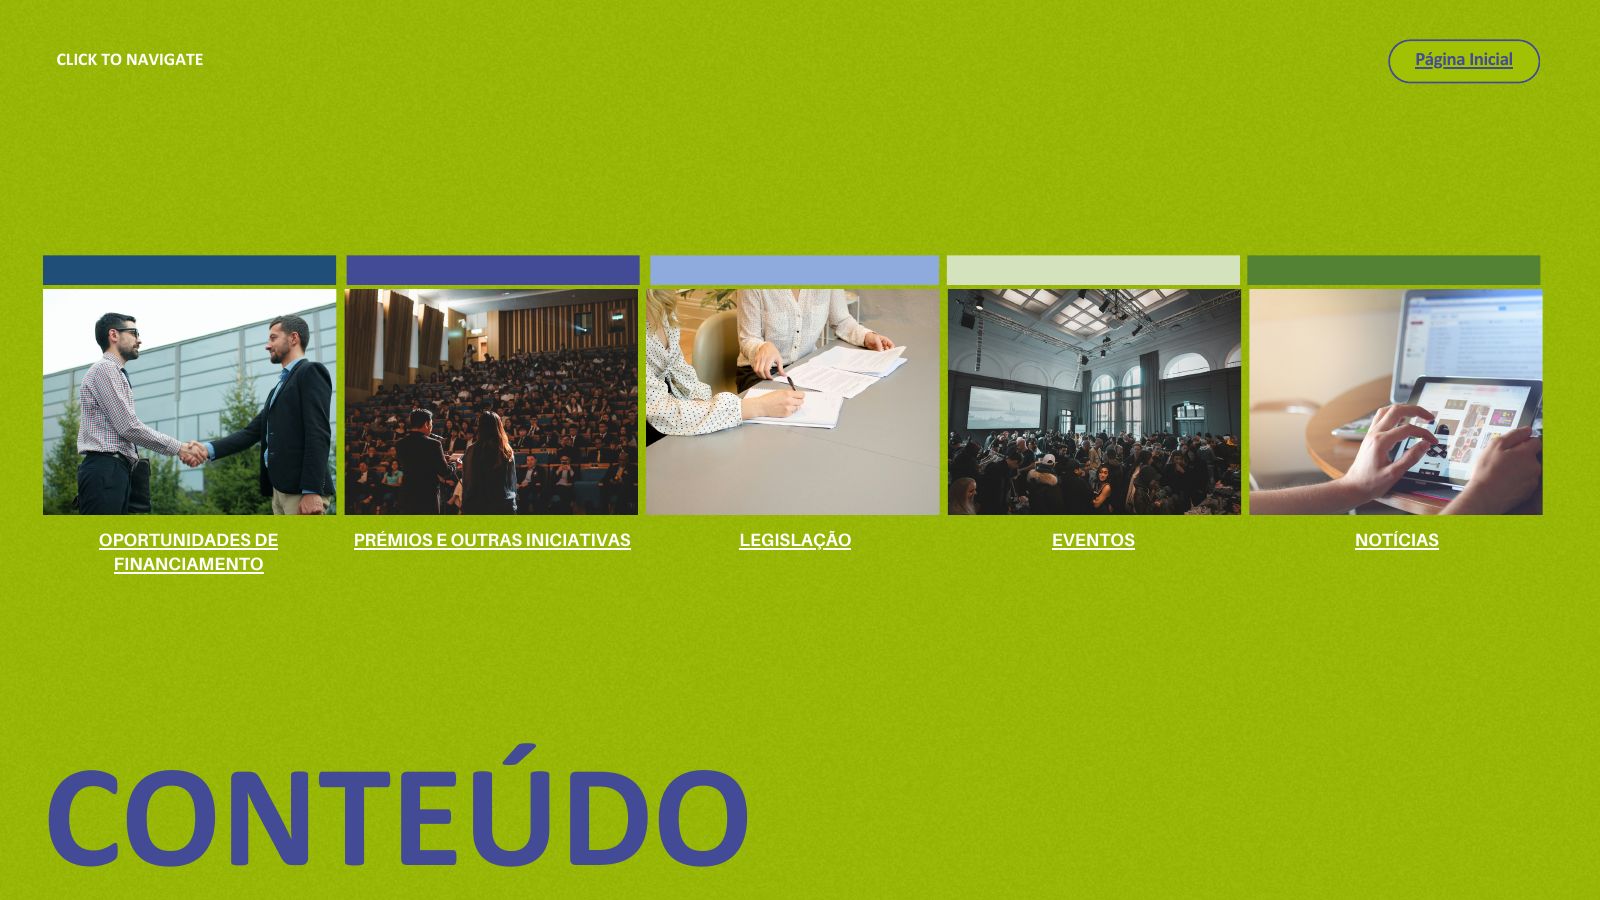 CLICK TO NAVIGATE
Página Inicial
OPORTUNIDADES DE
FINANCIAMENTO
PRÉMIOS E OUTRAS INICIATIVAS
LEGISLAÇÃO
EVENTOS
NOTÍCIAS
CONTEÚDO